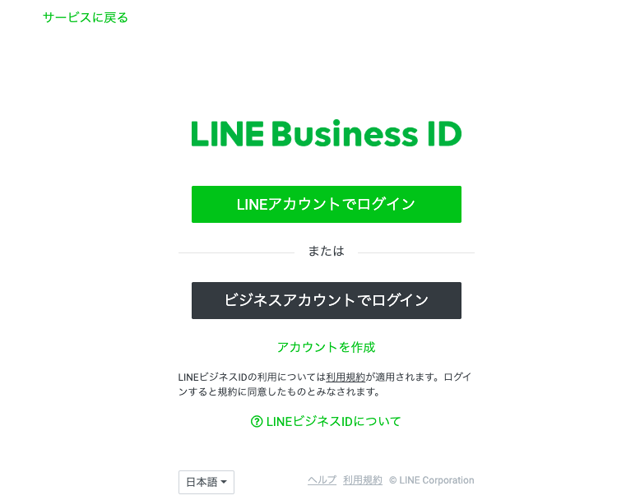 サービスに戻る
LINE Business ID
LINEアカウントでログイン
または
ビジネスアカウントでログイン
アカウントを作成
LINEビジネスIDの利用については利用規約が適用されます。ログイ
ンすると規約に同意したものとみなされます。
LINEビジネスIDについて
日本語 ヘルプ 利用規約 © LINE Corporation